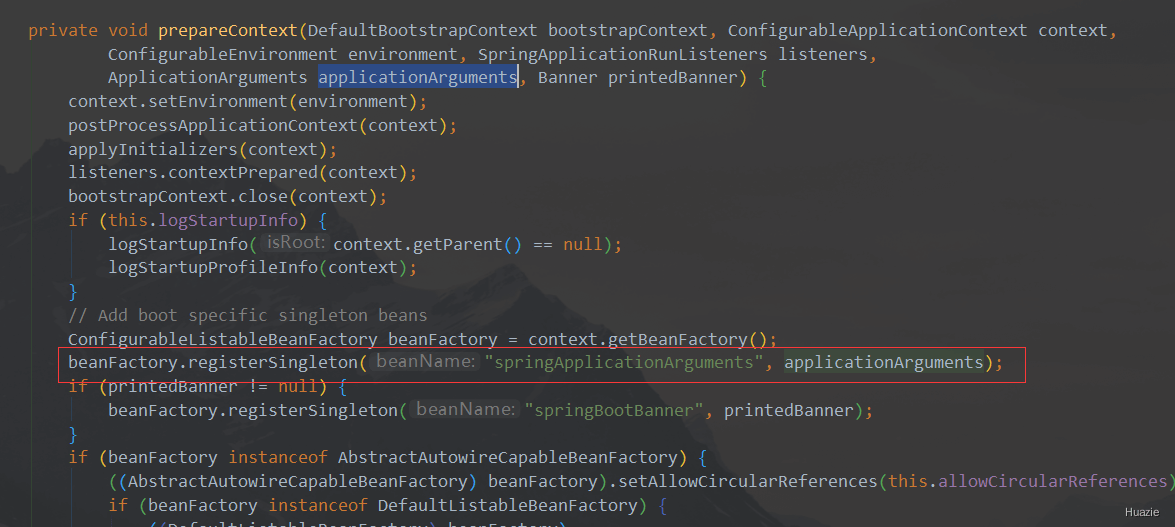 private void prepareContext(DefaultBootstrapContext bootstrapContext, ConfigurableApplicationContext context,
ConfigurableEnvironment environment, SpringApplicationRunListeners listeners,
ApplicationArguments applicationArguments, Banner printedBanner) {
context.setEnvironment(environment);
postProcessApplicationContext(context);
applyInitializers(context);
listeners.contextPrepared(context);
bootstrapContext.close(context);
if (this.logStartupInfo) {
logStartupInfo( isRoot: context.getParent() == null);
logStartupProfileInfo(context);
}
// Add boot specific singleton beans
ConfigurableListableBeanFactory beanFactory = context.getBeanFactory();
beanFactory.registerSingleton( beanName: "springApplicationArguments", applicationArguments);
if (printedBanner != null) {
beanFactory.registerSingleton( beanName: "springBootBanner", printedBanner);
}
if (beanFactory instanceof AbstractAutowireCapableBeanFactory) {
((AbstractAutowireCapableBeanFactory) beanFactory).setAllowCircularReferences(this.allowCircularReferences)
if (beanFactory instanceof DefaultListableBeanFactory) {
((DefaultListableBeanFactory) beanFactory)
Huazie